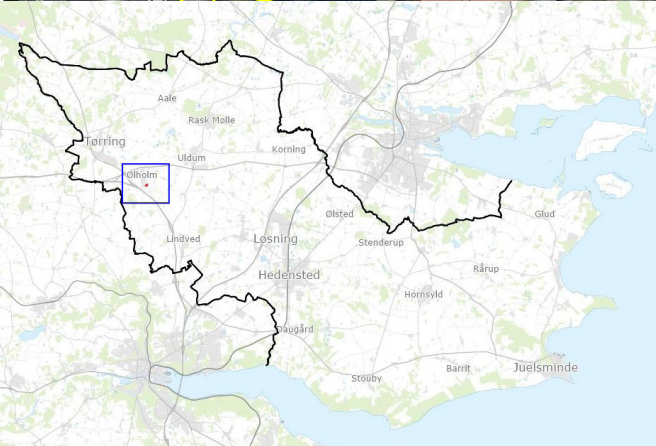 Aale
Rask Mølle
Tørring
Korning
Uldum
Ølholm
Ølsted
Glud
Lindved
Løsning
Stenderup
Rårup
Hedensted
Hornsyld
Daugård
Barrit
Juelsminde
Stouby